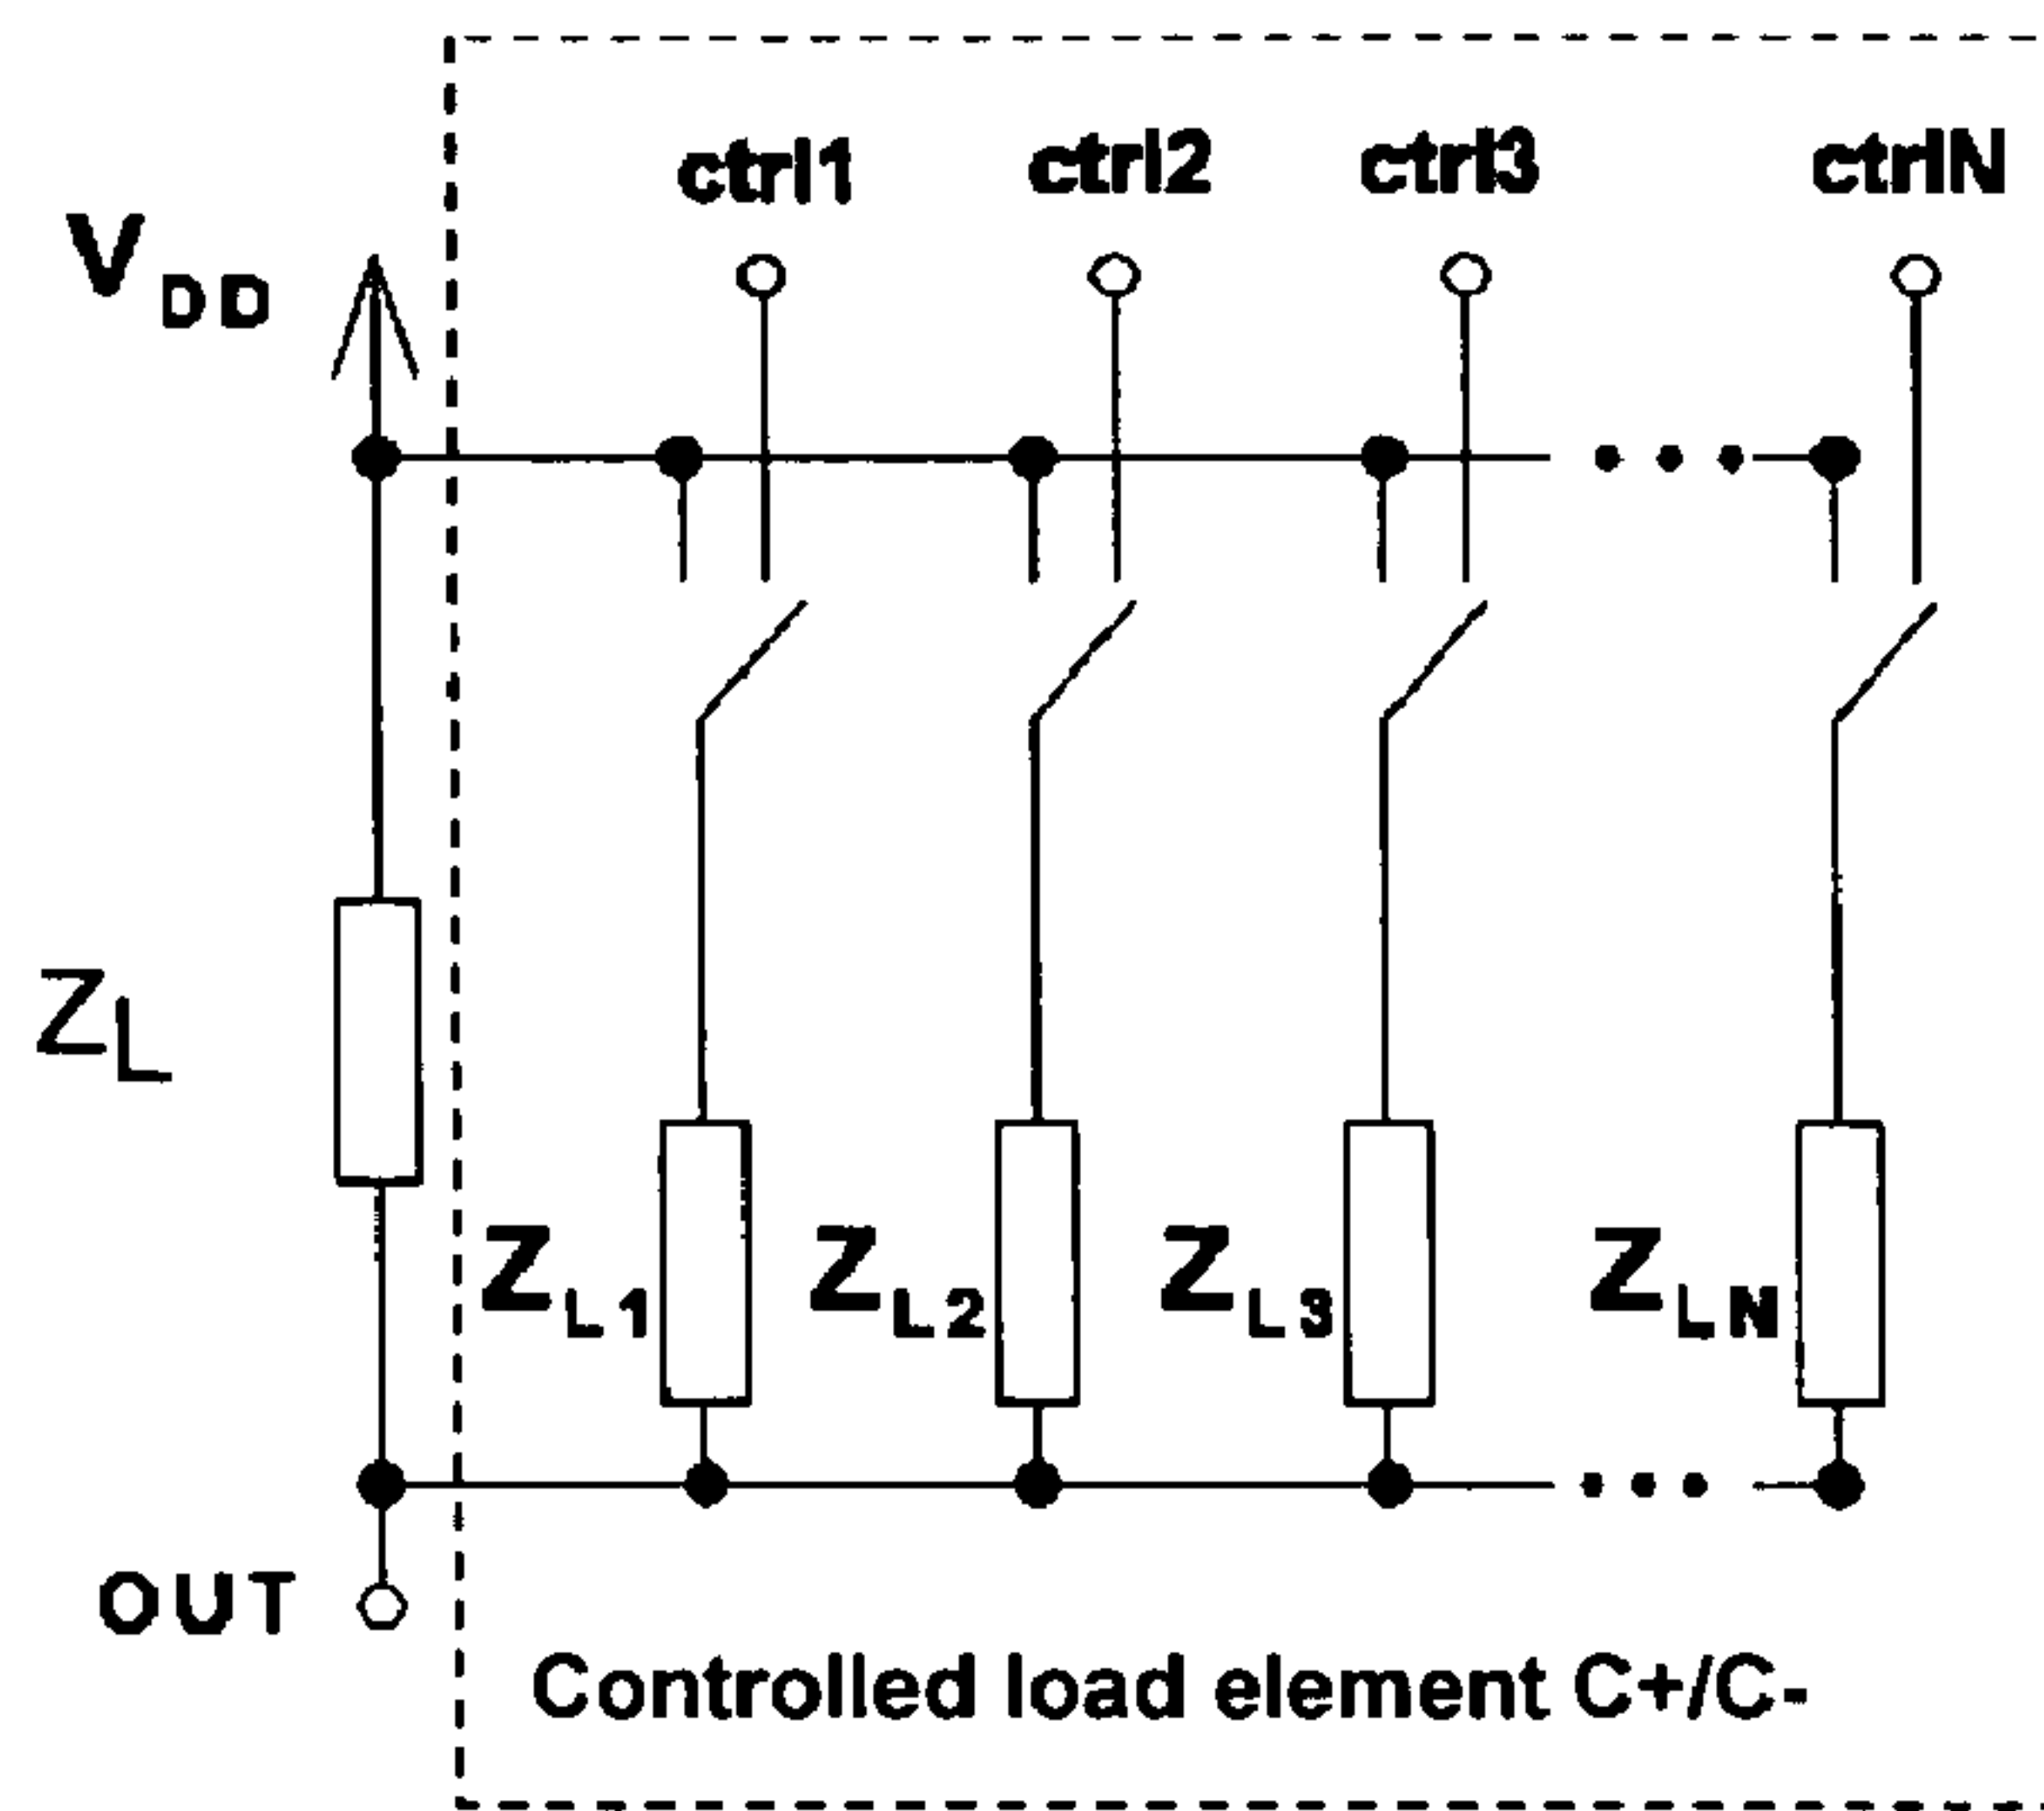 ctrl1 ctrl2 ctrl3 ctrlN
VDD
ZL
ZL1 ZL2 ZL3 ZLN
OUT
Controlled load element C+/C-